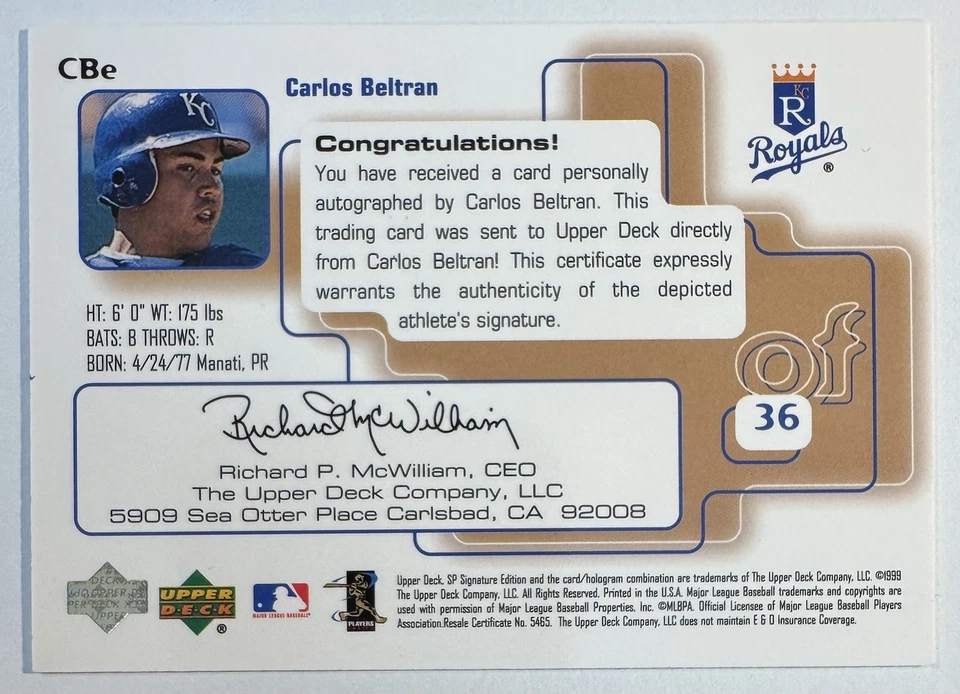 CBe
Carlos Beltran
KC
KC
R
Royals
®
Congratulations!
You have received a card personally
autographed by Carlos Beltran. This
trading card was sent to Upper Deck directly
from Carlos Beltran! This certificate expressly
warrants the authenticity of the depicted
athlete's signature.
HT: 6' 0" WT: 175 lbs
BATS: B THROWS: R
BORN: 4/24/77 Manati, PR
of
36
Richard P. McWilliam
Richard P. McWilliam, CEO
The Upper Deck Company, LLC
5909 Sea Otter Place Carlsbad, CA 92008
UPPER
DECK
®
MAJOR LEAGUE BASEBALL
PLAYERS
CHOICE
Upper Deck, SP Signature Edition and the card/hologram combination are trademarks of The Upper Deck Company, LLC. ©1999
The Upper Deck Company, LLC. All Rights Reserved. Printed in the U.S.A. Major League Baseball trademarks and copyrights are
used with permission of Major League Baseball Properties, Inc. ©MLBPA. Official Licensee of Major League Baseball Players
Association.Resale Certificate No. 5465. The Upper Deck Company, LLC does not maintain E & O Insurance Coverage.